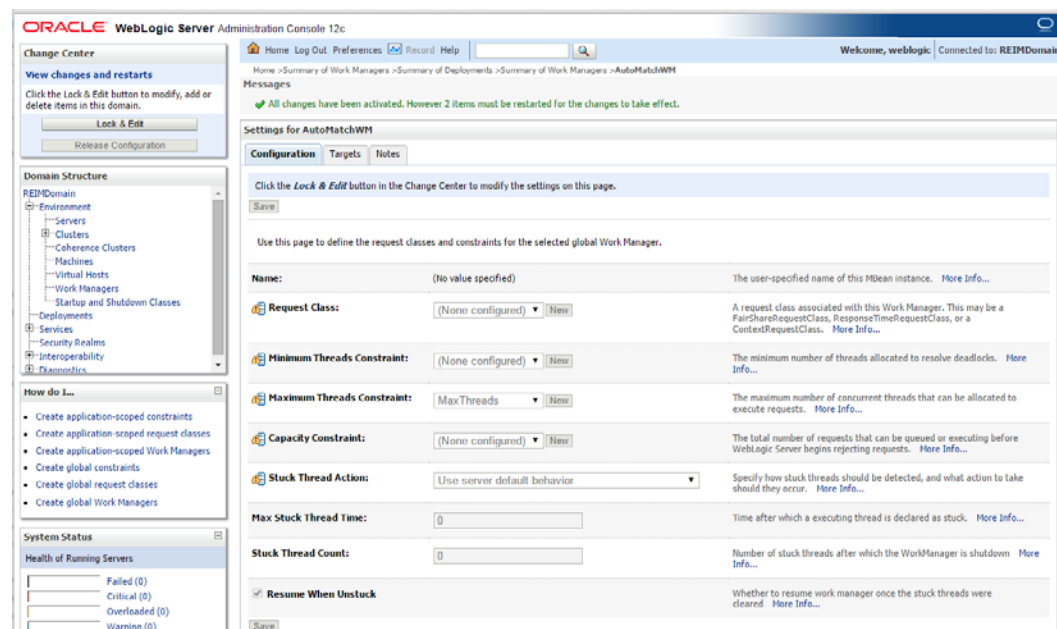 ORACLE WebLogic Server Administration Console 12c
Change Center
View changes and restarts
Click the Lock & Edit button to modify, add or
delete items in this domain.
Lock & Edit
Release Configuration
Domain Structure
REIMDomain
Environment
Servers
Clusters
Coherence Clusters
Machines
Virtual Hosts
Work Managers
Startup and Shutdown Classes
Deployments
Services
Security Realms
Interoperability
Diagnostics
How do I...
Create application-scoped constraints
Create application-scoped request classes
Create application-scoped Work Managers
Create global constraints
Create global request classes
Create global Work Managers
System Status
Health of Running Servers
Failed (0)
Critical (0)
Overloaded (0)
Warning (0)
Home Log Out Preferences Record Help
Welcome, weblogic Connected to: REIMDomain
Home >Summary of Work Managers >Summary of Deployments >Summary of Work Managers >AutoMatchWM
Messages
All changes have been activated. However 2 items must be restarted for the changes to take effect.
Settings for AutoMatchWM
Configuration Targets Notes
Click the Lock & Edit button in the Change Center to modify the settings on this page.
Save
Use this page to define the request classes and constraints for the selected global Work Manager.
Name: (No value specified) The user-specified name of this MBean instance. More Info...
Request Class: (None configured) New A request class associated with this Work Manager. This may be a
FairShareRequestClass, ResponseTimeRequestClass, or a
ContextRequestClass. More Info...
Minimum Threads Constraint: (None configured) New The minimum number of threads allocated to resolve deadlocks. More
Info...
Maximum Threads Constraint: MaxThreads New The maximum number of concurrent threads that can be allocated to
execute requests. More Info...
Capacity Constraint: (None configured) New The total number of requests that can be queued or executing before
WebLogic Server begins rejecting requests. More Info...
Stuck Thread Action: Use server default behavior Specify how stuck threads should be detected, and what action to take
should they occur. More Info...
Max Stuck Thread Time: 0 Time after which a executing thread is declared as stuck. More Info...
Stuck Thread Count: 0 Number of stuck threads after which the WorkManager is shutdown More
Info...
Resume When Unstuck Whether to resume work manager once the stuck threads were
cleared More Info...
Save